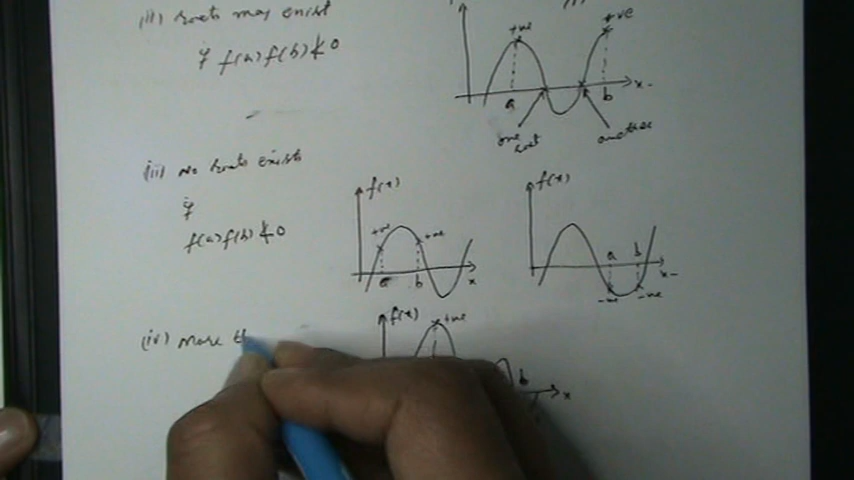 (ii) Roots may exist
if f(a) f(b) ≮ 0
+ve
+ve
a
b
x
one root
another
(iii) No Roots exists
if
f(a) f(b) ≮ 0
f(x)
+ve
+ve
a
b
x
f(x)
a
b
x
-ve
-ve
(iv) More th
f(x)
+ve
b
x